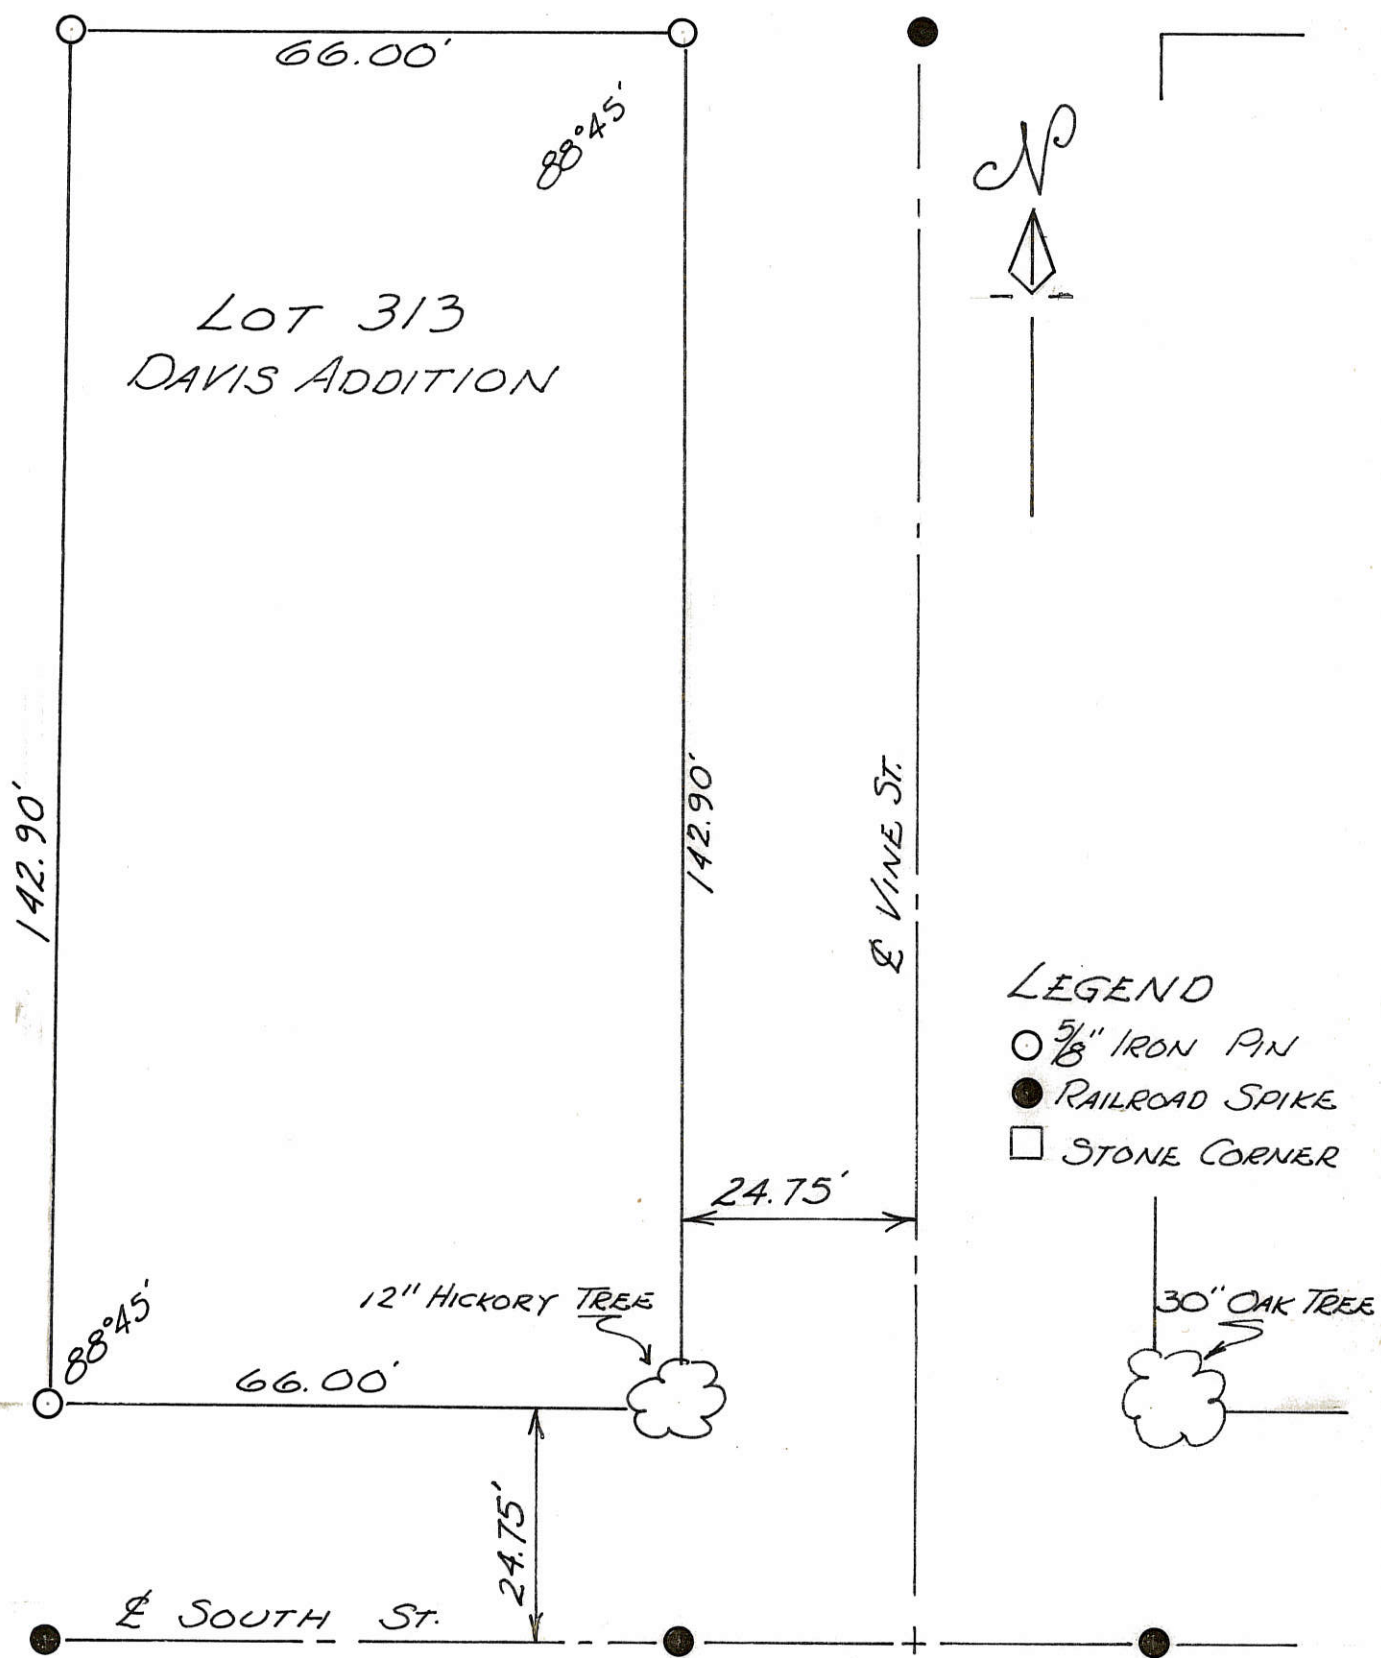 66.00'
88°45'
N
LOT 313
DAVIS ADDITION
142.90'
142.90'
℄ VINE ST.
LEGEND
5/8" IRON PIN
RAILROAD SPIKE
STONE CORNER
24.75'
12" HICKORY TREE
30" OAK TREE
88°45'
66.00'
24.75'
℄ SOUTH ST.